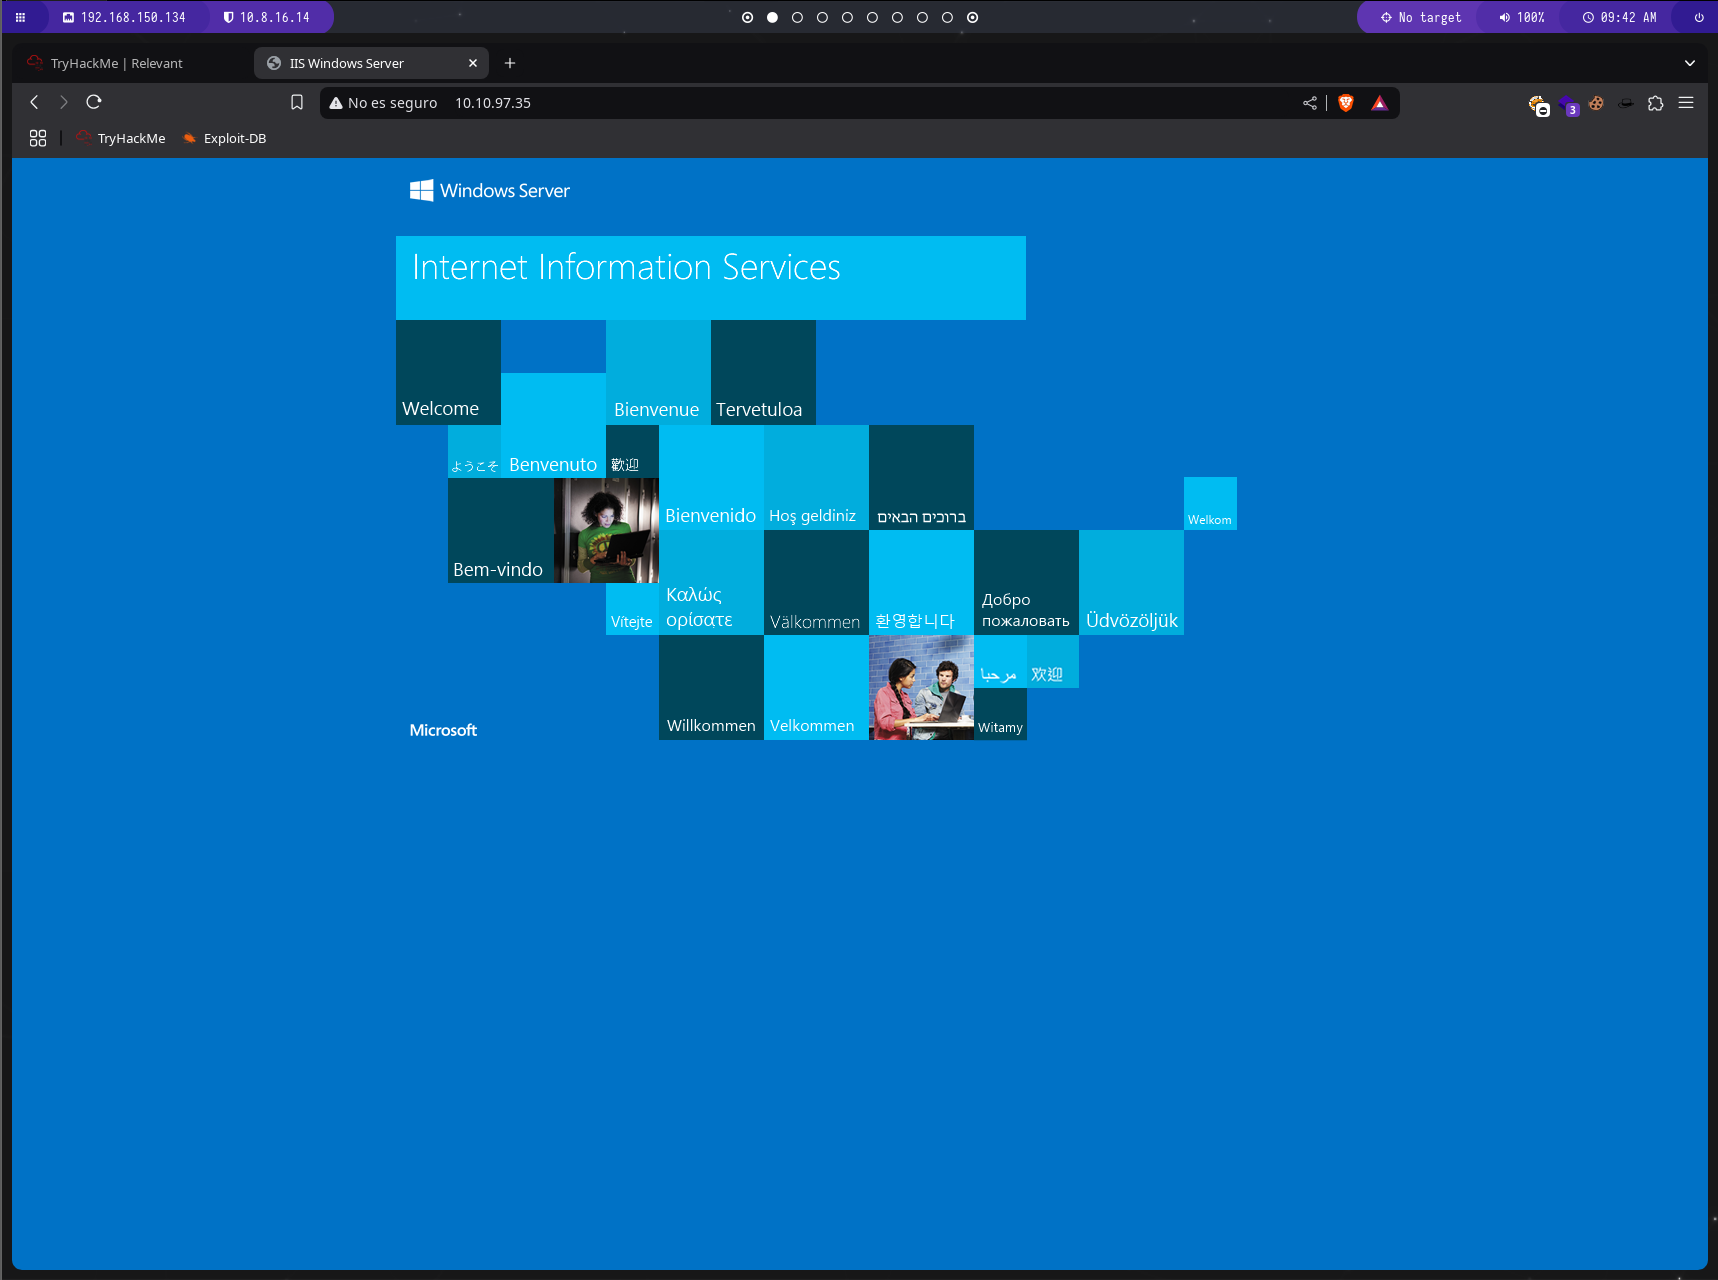 192.168.150.134
10.8.16.14
No target
100%
09:42 AM
TryHackMe | Relevant
IIS Windows Server
No es seguro
10.10.97.35
3
TryHackMe
Exploit-DB
Windows Server
Internet Information Services
Welcome
Bienvenue
Tervetuloa
ようこそ
Benvenuto
歡迎
Bienvenido
Hoş geldiniz
ברוכים הבאים
Welkom
Bem-vindo
Vítejte
Καλώς
ορίσατε
Välkommen
환영합니다
Добро
пожаловать
Üdvözöljük
مرحبا
欢迎
Microsoft
Willkommen
Velkommen
Witamy